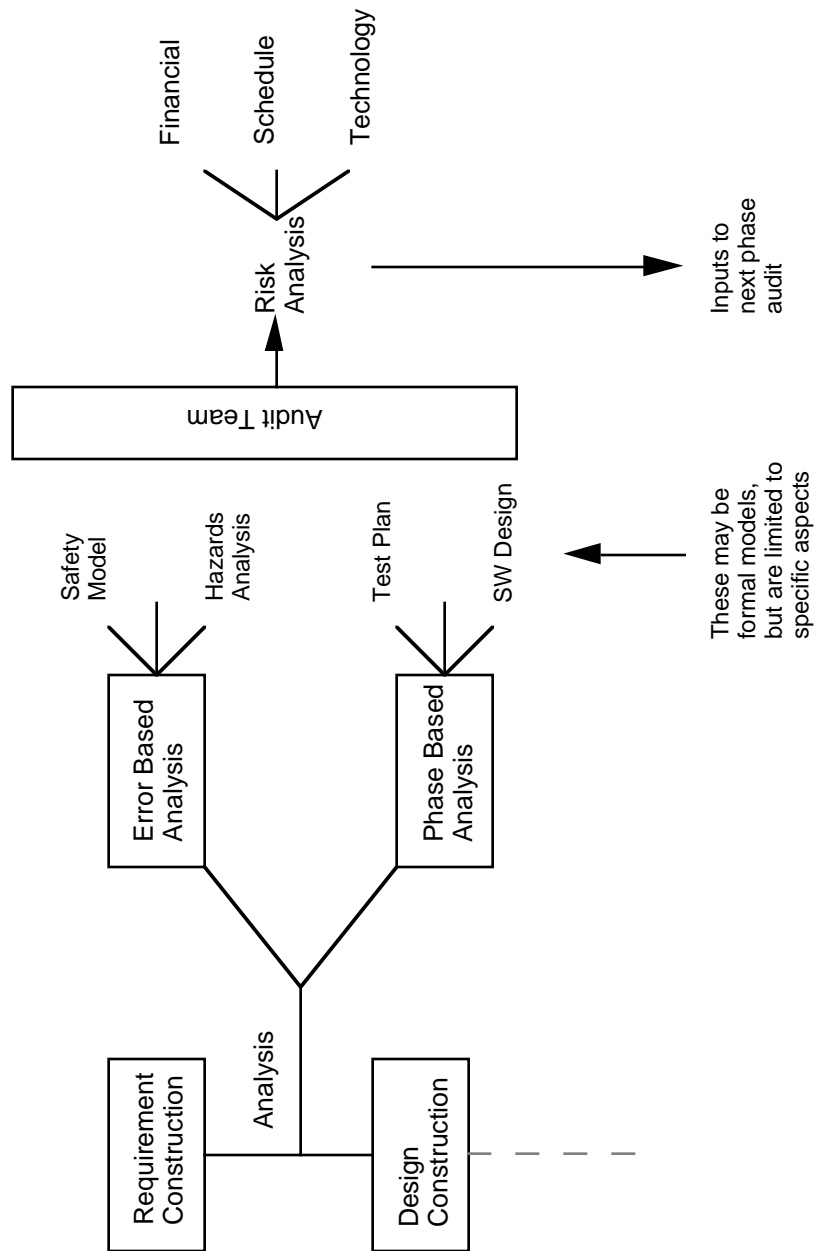 Requirement
Construction
Design
Construction
Analysis
Error Based
Analysis
Phase Based
Analysis
Safety
Model
Hazards
Analysis
Test Plan
SW Design
These may be
formal models,
but are limited to
specific aspects
Audit Team
Risk
Analysis
Financial
Schedule
Technology
Inputs to
next phase
audit